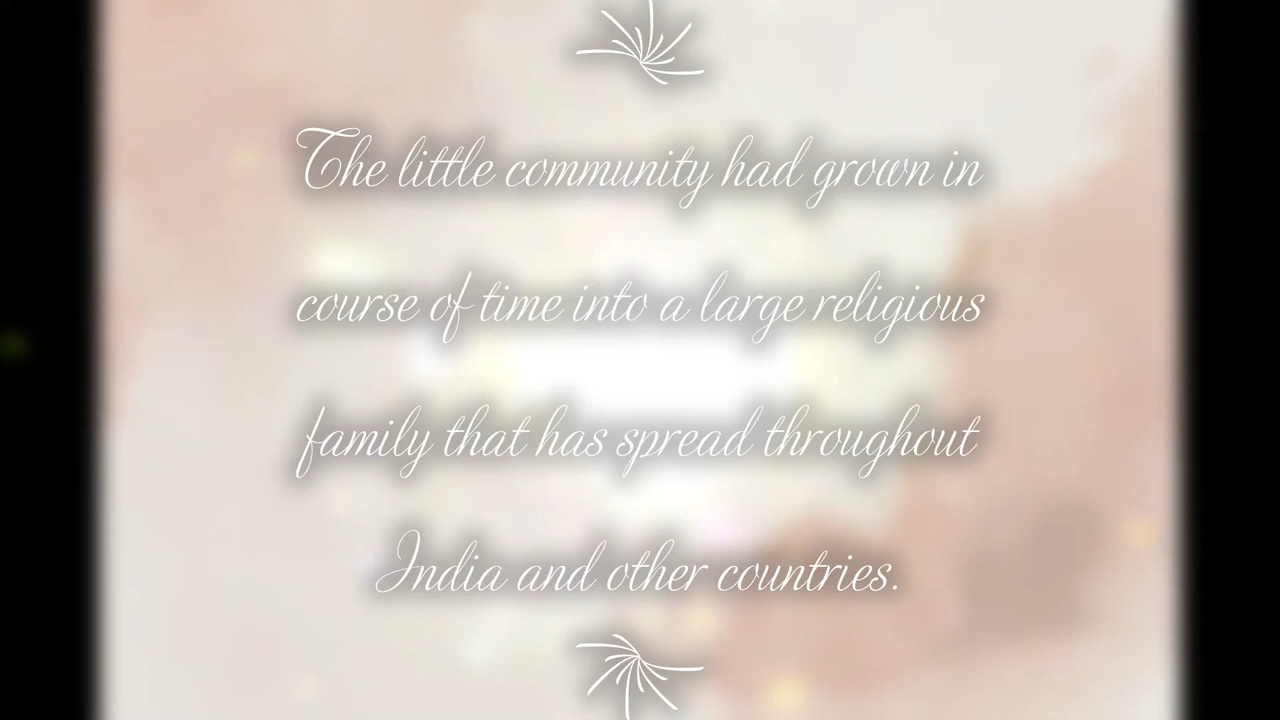 The little community had grown in
course of time into a large religious
family that has spread throughout
India and other countries.